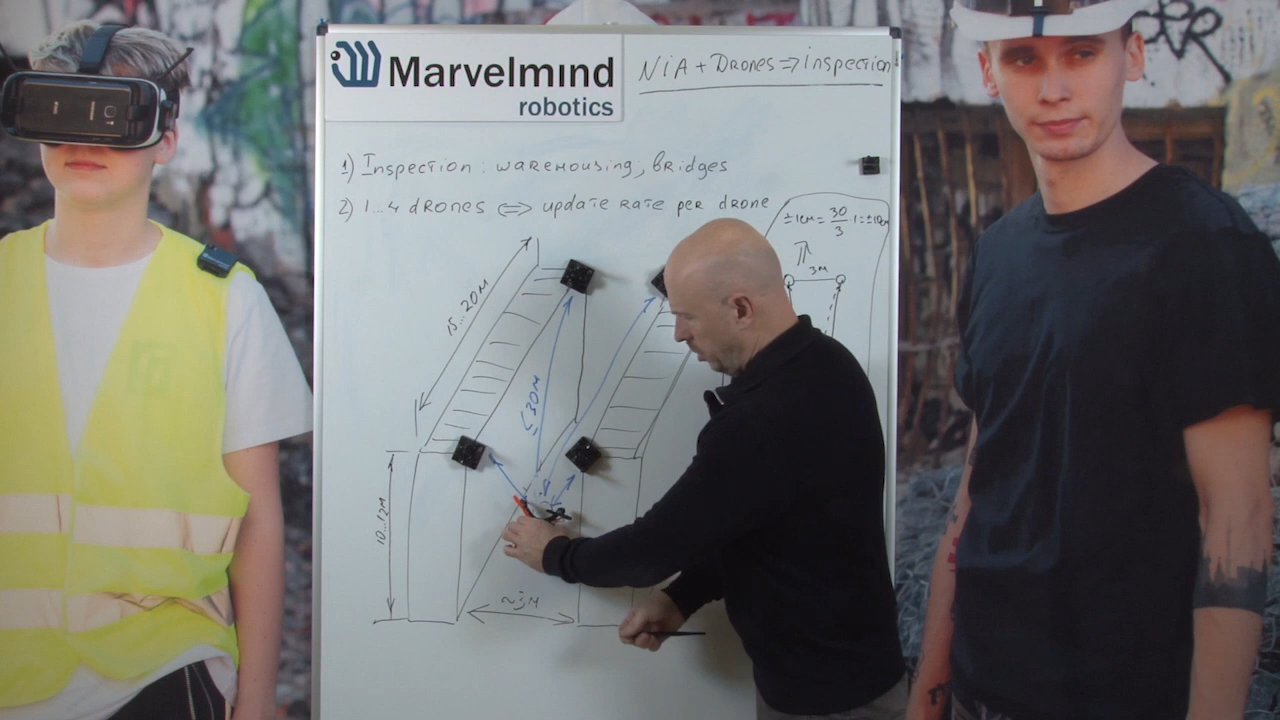 Marvelmind
robotics
NIA + DRONES => INSPECTION
1) INSPECTION: WAREHOUSING, BRIDGES
2) 1...4 DRONES <=> UPDATE RATE PER DRONE
3M
15...20M
≤30M
10...12M
~3M